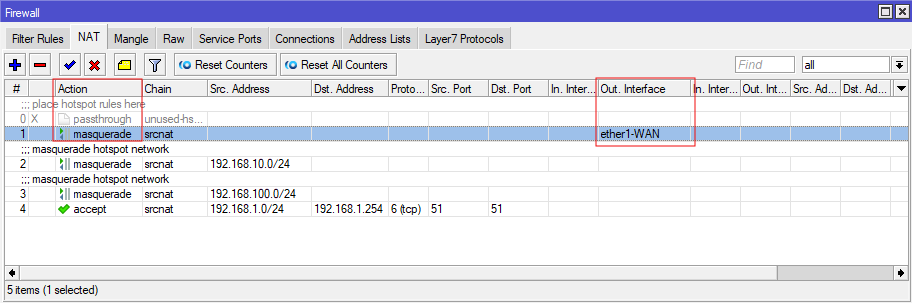 Firewall
Filter Rules NAT Mangle Raw Service Ports Connections Address Lists Layer7 Protocols
Reset Counters Reset All Counters Find all
# Action Chain Src. Address Dst. Address Proto... Src. Port Dst. Port In. Inter... Out. Interface In. Inter... Out. Int... Src. Ad... Dst. Ad...
;;; place hotspot rules here
0 X passthrough unused-hs...
1 masquerade srcnat ether1-WAN
;;; masquerade hotspot network
2 masquerade srcnat 192.168.10.0/24
;;; masquerade hotspot network
3 masquerade srcnat 192.168.100.0/24
4 accept srcnat 192.168.1.0/24 192.168.1.254 6 (tcp) 51 51
5 items (1 selected)